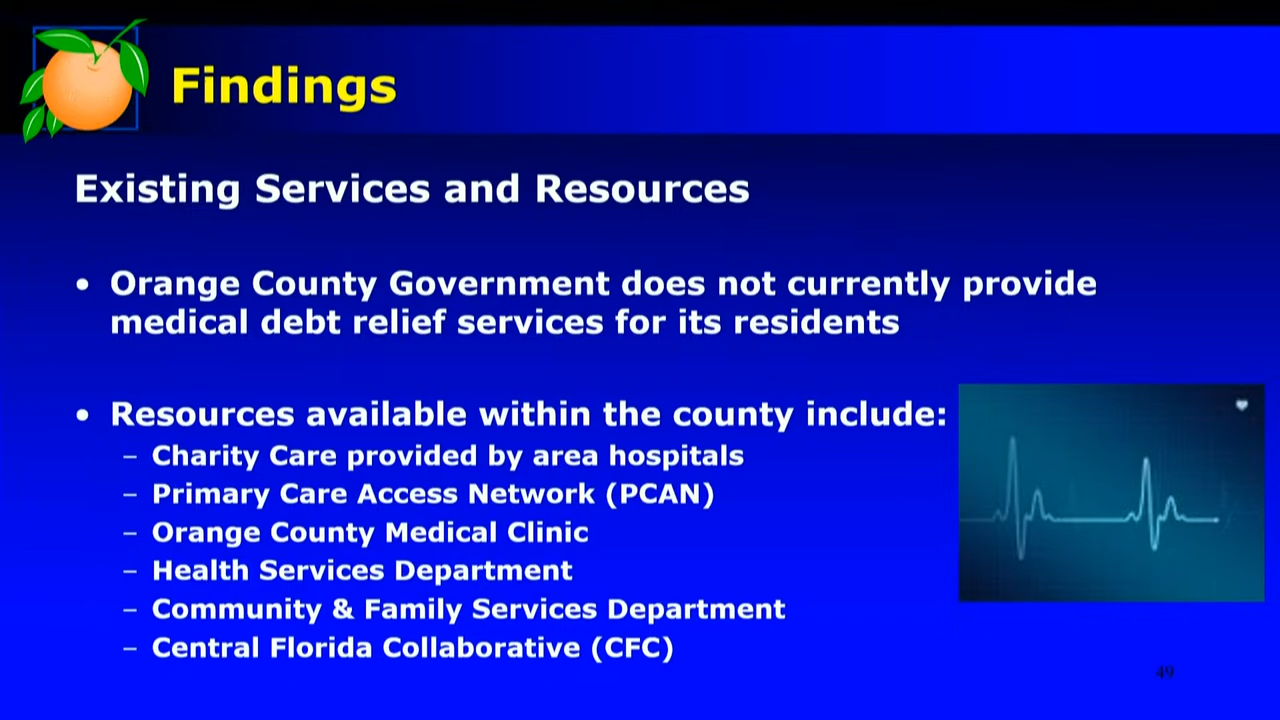 Findings
Existing Services and Resources
• Orange County Government does not currently provide
medical debt relief services for its residents
• Resources available within the county include:
– Charity Care provided by area hospitals
– Primary Care Access Network (PCAN)
– Orange County Medical Clinic
– Health Services Department
– Community & Family Services Department
– Central Florida Collaborative (CFC)
49